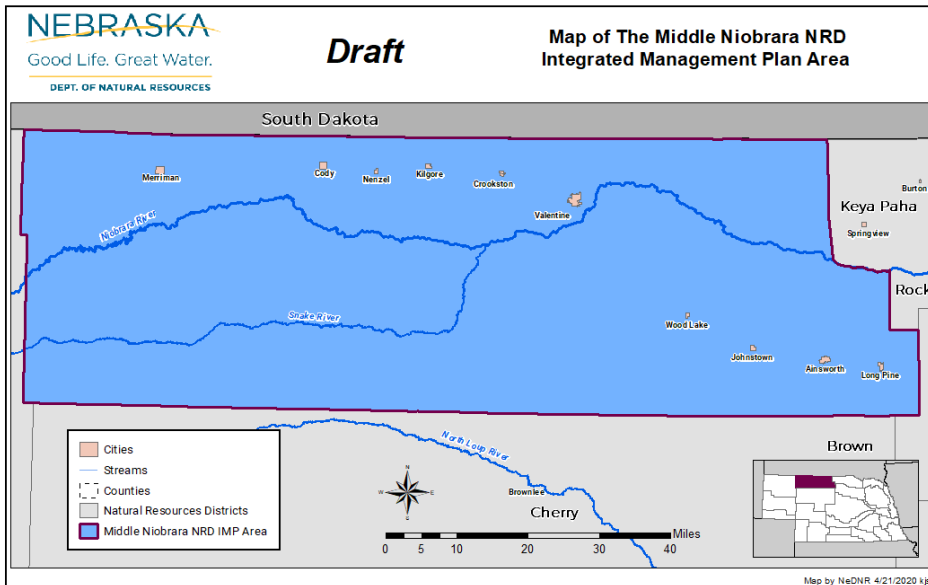 NEBRASKA
Good Life. Great Water.
DEPT. OF NATURAL RESOURCES
Draft
Map of The Middle Niobrara NRD
Integrated Management Plan Area
South Dakota
Merriman
Cody
Nenzel
Kilgore
Crookston
Valentine
Burton
Keya Paha
Springview
Niobrara River
Rock
Snake River
Wood Lake
Johnstown
Ainsworth
Long Pine
North Loup River
Brownlee
Cherry
Brown
Cities
Streams
Counties
Natural Resources Districts
Middle Niobrara NRD IMP Area
N
W
E
S
Miles
0 5 10 20 30 40
Map by NeDNR 4/21/2020 kjs